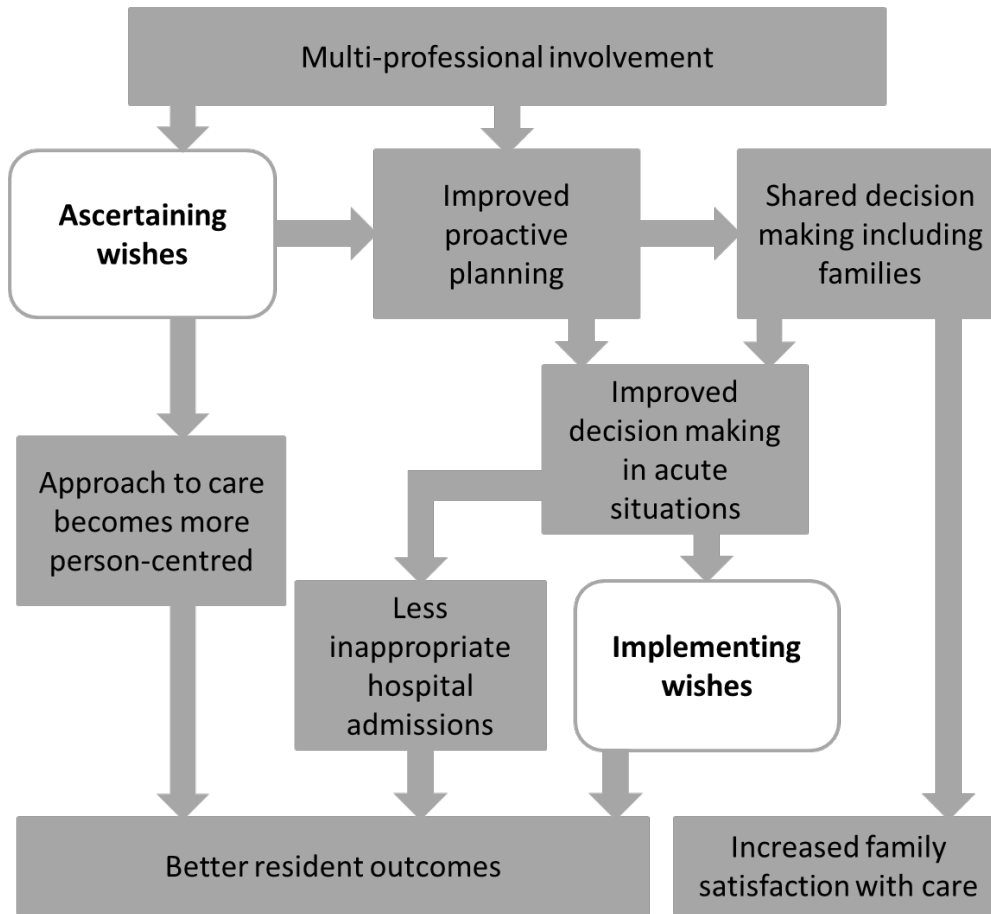 Multi-professional involvement
Ascertaining
wishes
Improved
proactive
planning
Shared decision
making including
families
Improved
decision making
in acute
situations
Approach to care
becomes more
person-centred
Less
inappropriate
hospital
admissions
Implementing
wishes
Better resident outcomes
Increased family
satisfaction with care